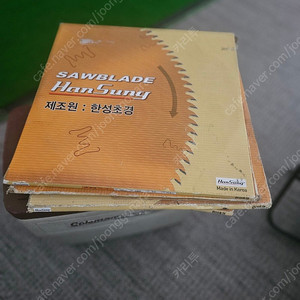 SAWBLADE
HanSung
제조원 : 한성초경
HanSung
Made in Korea